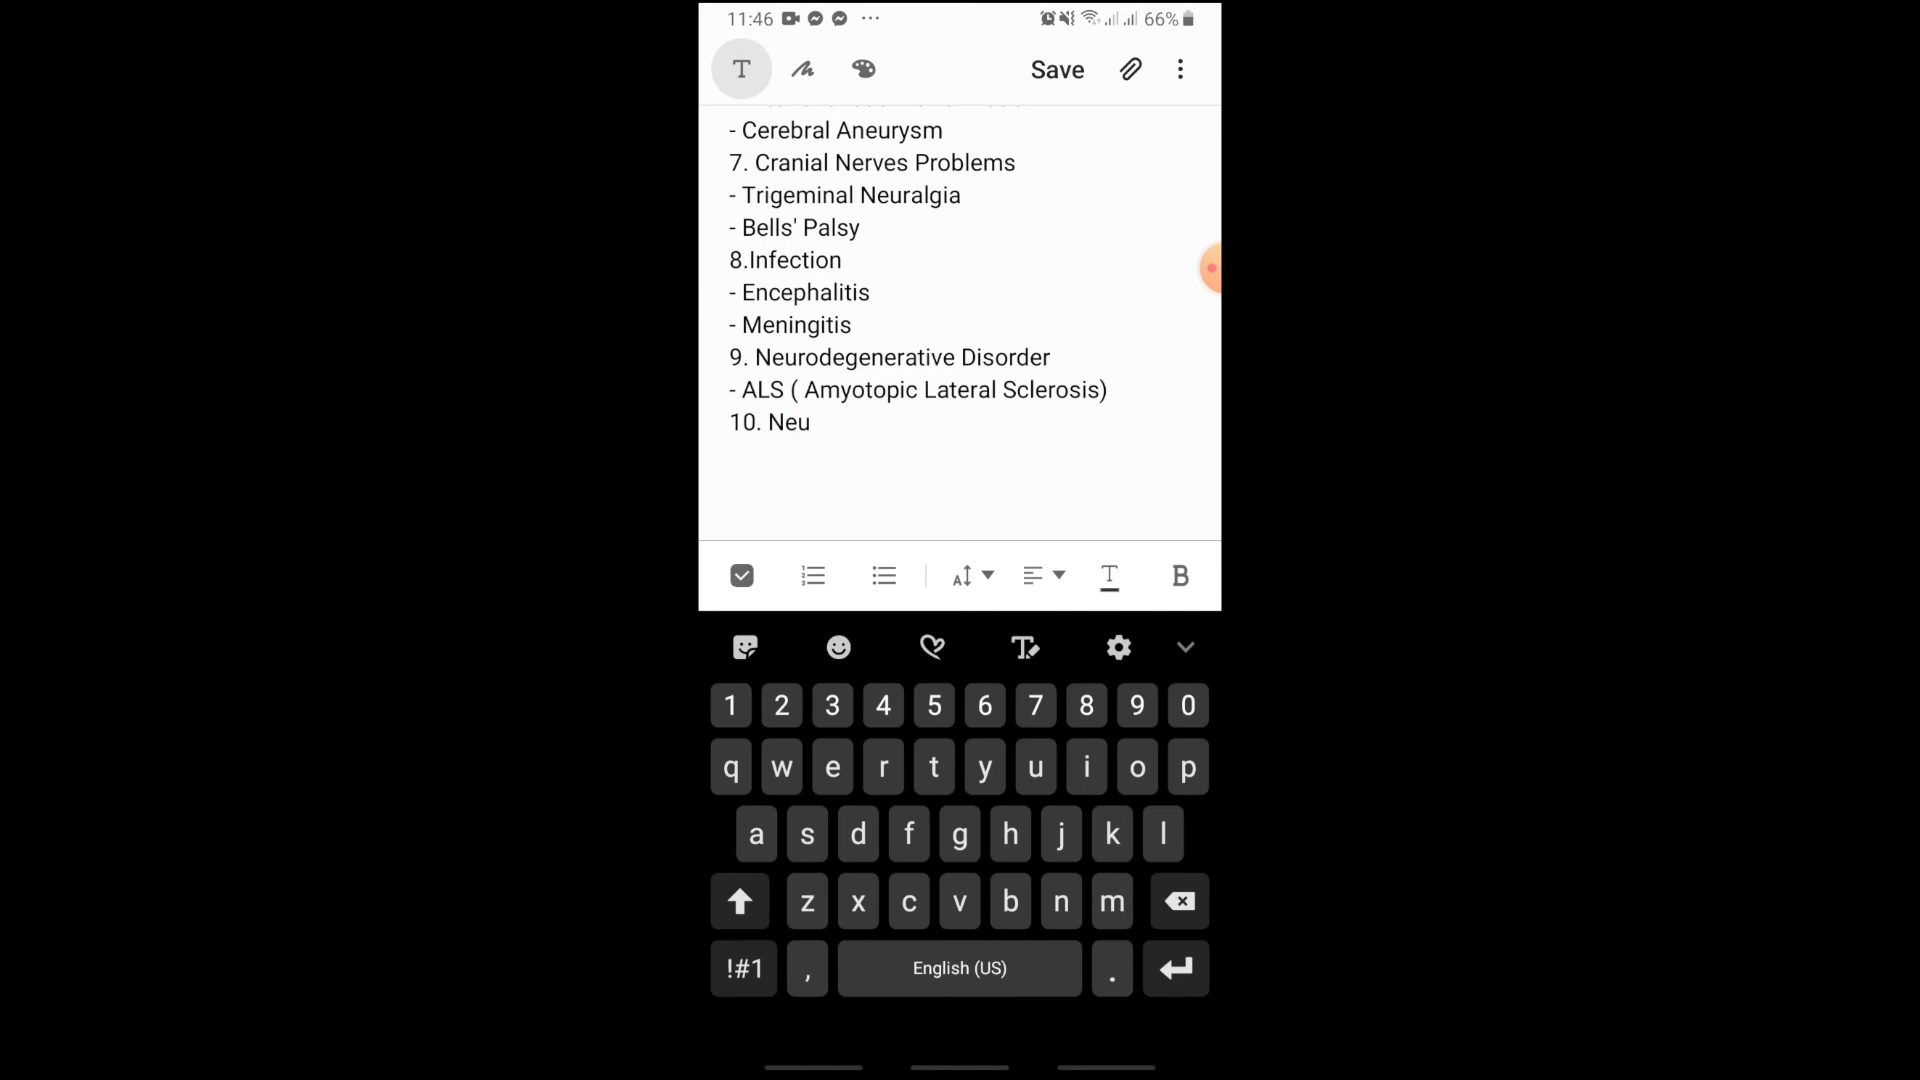 11:46 66%
T Save
- Cerebral Aneurysm
7. Cranial Nerves Problems
- Trigeminal Neuralgia
- Bells' Palsy
8.Infection
- Encephalitis
- Meningitis
9. Neurodegenerative Disorder
- ALS ( Amyotopic Lateral Sclerosis)
10. Neu
A T B
T
1 2 3 4 5 6 7 8 9 0
q w e r t y u i o p
a s d f g h j k l
z x c v b n m
!#1 , English (US) .